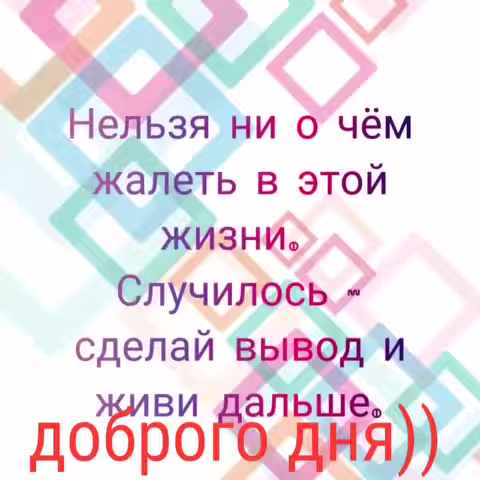 Нельзя ни о чём
жалеть в этой
жизни.
Случилось ~
сделай вывод и
живи дальше.
доброго дня))